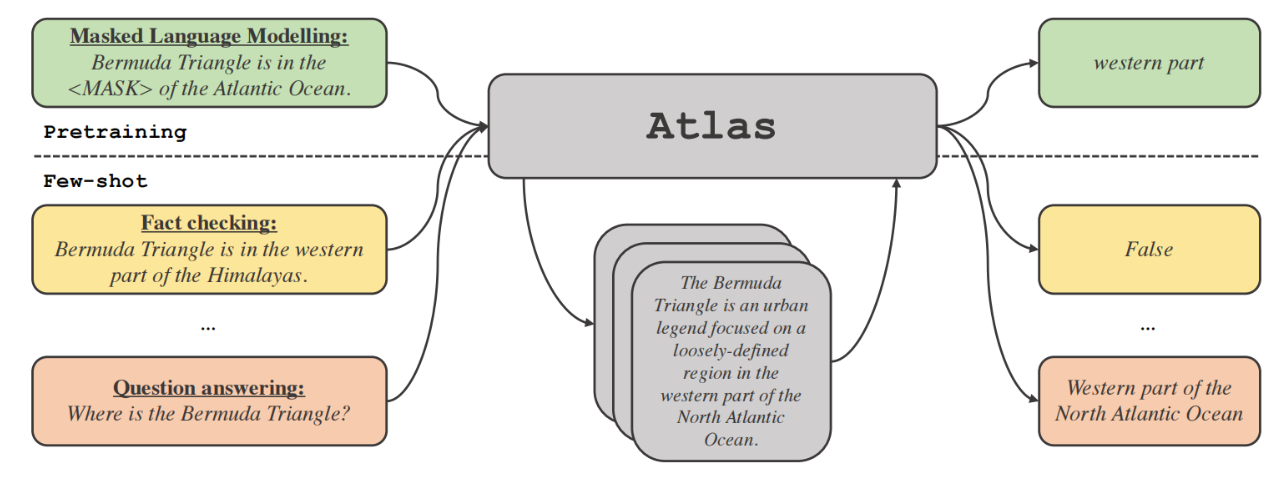 Masked Language Modelling:
Bermuda Triangle is in the
<MASK> of the Atlantic Ocean.
Pretraining
Few-shot
Fact checking:
Bermuda Triangle is in the western
part of the Himalayas.
...
Question answering:
Where is the Bermuda Triangle?
Atlas
The Bermuda
Triangle is an urban
legend focused on a
loosely-defined
region in the
western part of the
North Atlantic
Ocean.
western part
False
...
Western part of the
North Atlantic Ocean